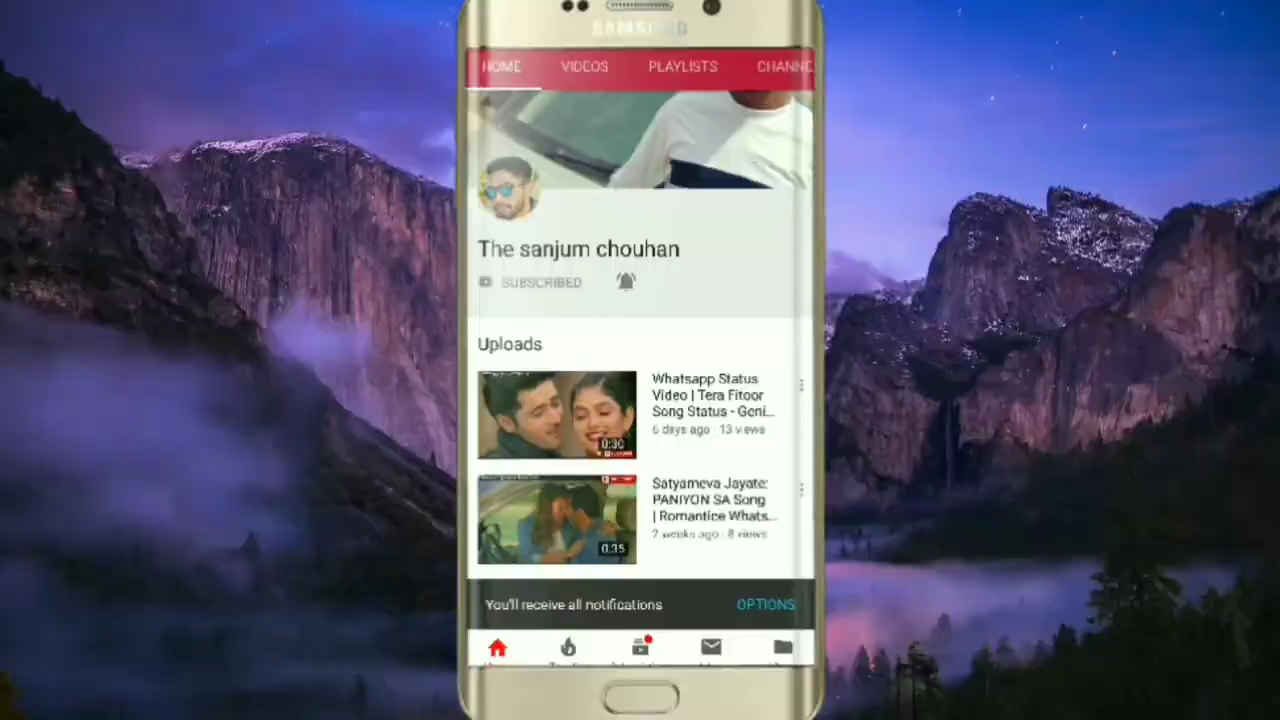 SAMSUNG
HOME VIDEOS PLAYLISTS CHANNE
The sanjum chouhan
SUBSCRIBED
Uploads
Whatsapp Status
Video | Tera Fitoor
Song Status - Geni...
6 days ago · 13 views
0:30
Satyameva Jayate:
PANIYON SA Song
| Romantice Whats...
2 weeks ago · 8 views
0:35
You'll receive all notifications OPTIONS